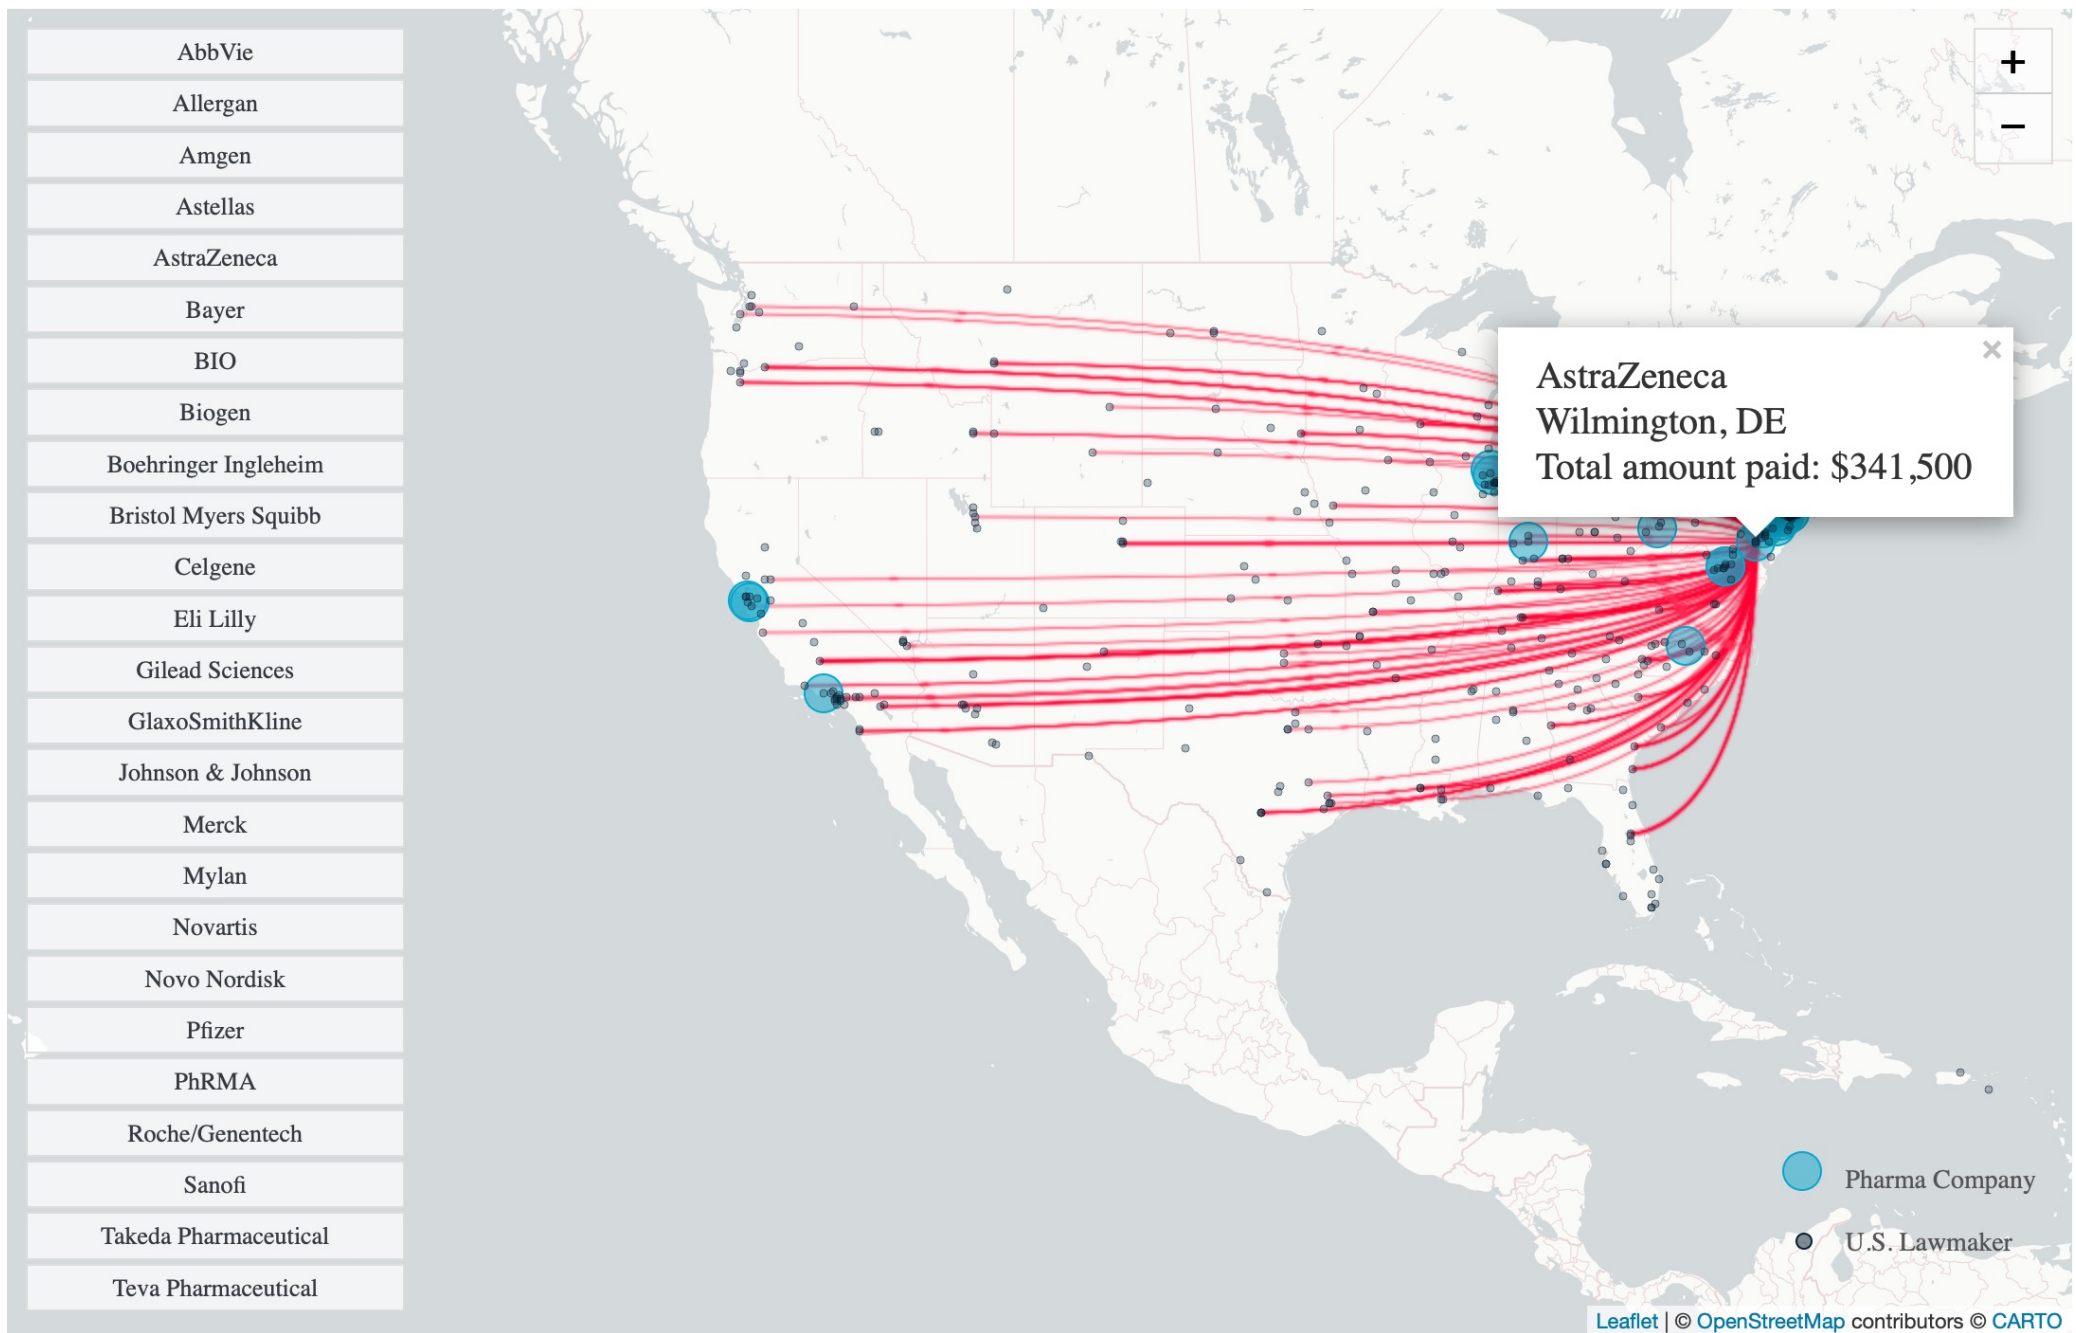 AbbVie
Allergan
Amgen
Astellas
AstraZeneca
Bayer
BIO
Biogen
Boehringer Ingleheim
Bristol Myers Squibb
Celgene
Eli Lilly
Gilead Sciences
GlaxoSmithKline
Johnson & Johnson
Merck
Mylan
Novartis
Novo Nordisk
Pfizer
PhRMA
Roche/Genentech
Sanofi
Takeda Pharmaceutical
Teva Pharmaceutical
+
−
×
AstraZeneca
Wilmington, DE
Total amount paid: $341,500
Pharma Company
U.S. Lawmaker
Leaflet | © OpenStreetMap contributors © CARTO